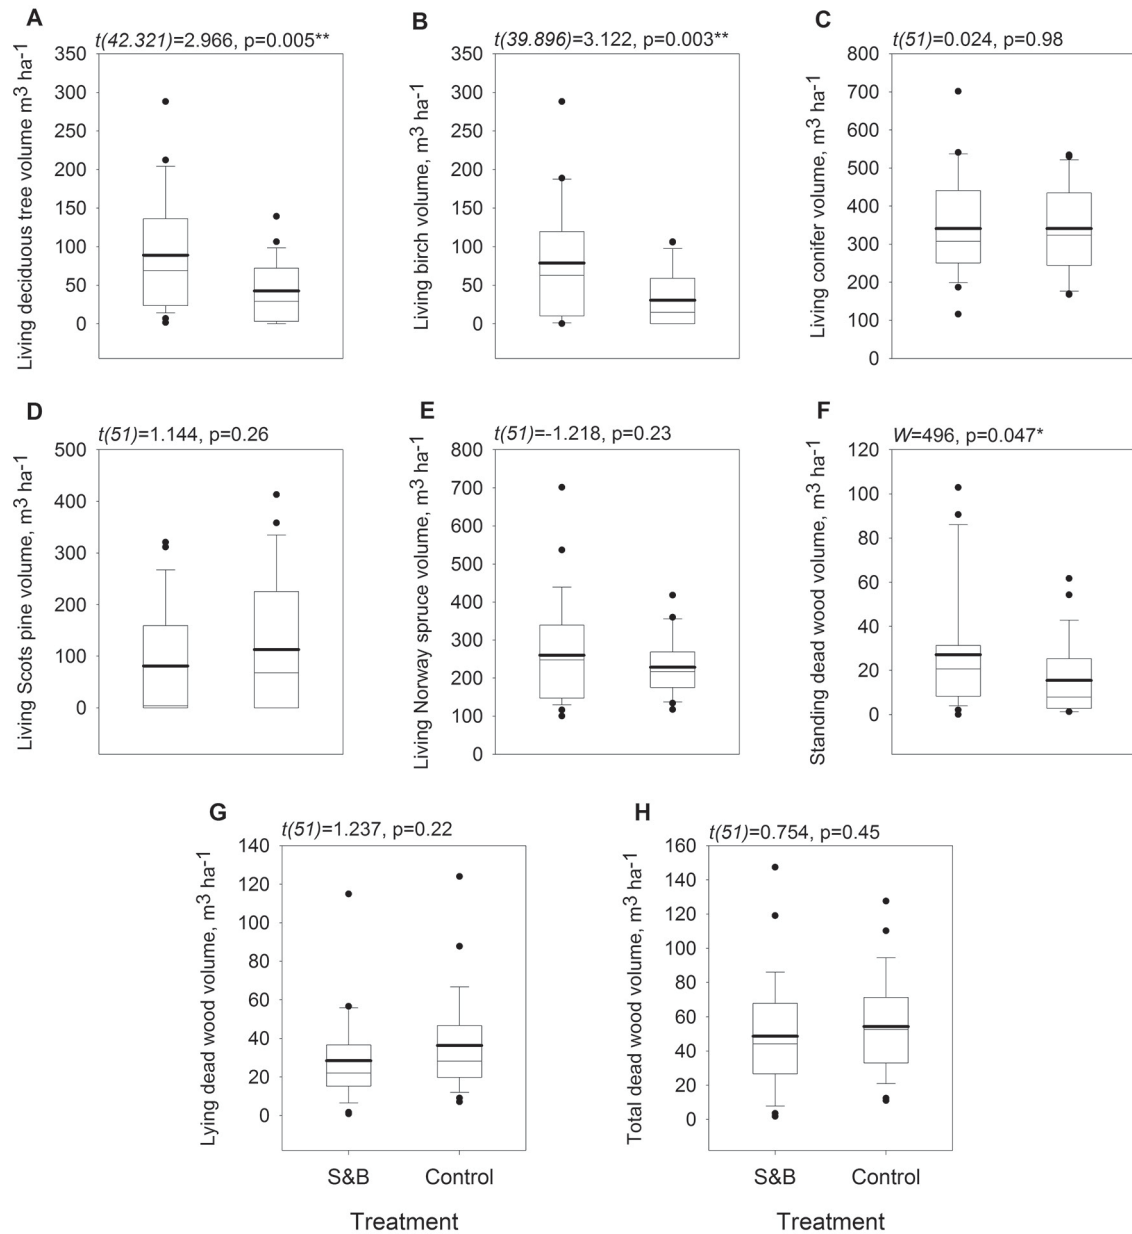 A
t(42.321)=2.966, p=0.005**
Living deciduous tree volume m3 ha-1
350
300
250
200
150
100
50
0
B
t(39.896)=3.122, p=0.003**
Living birch volume, m3 ha-1
350
300
250
200
150
100
50
0
C
t(51)=0.024, p=0.98
Living conifer volume, m3 ha-1
800
700
600
500
400
300
200
100
0
D
t(51)=1.144, p=0.26
Living Scots pine volume, m3 ha-1
500
400
300
200
100
0
E
t(51)=-1.218, p=0.23
Living Norway spruce volume, m3 ha-1
800
700
600
500
400
300
200
100
0
F
W=496, p=0.047*
Standing dead wood volume, m3 ha-1
120
100
80
60
40
20
0
G
t(51)=1.237, p=0.22
Lying dead wood volume, m3 ha-1
140
120
100
80
60
40
20
0
S&B Control
Treatment
H
t(51)=0.754, p=0.45
Total dead wood volume, m3 ha-1
160
140
120
100
80
60
40
20
0
S&B Control
Treatment